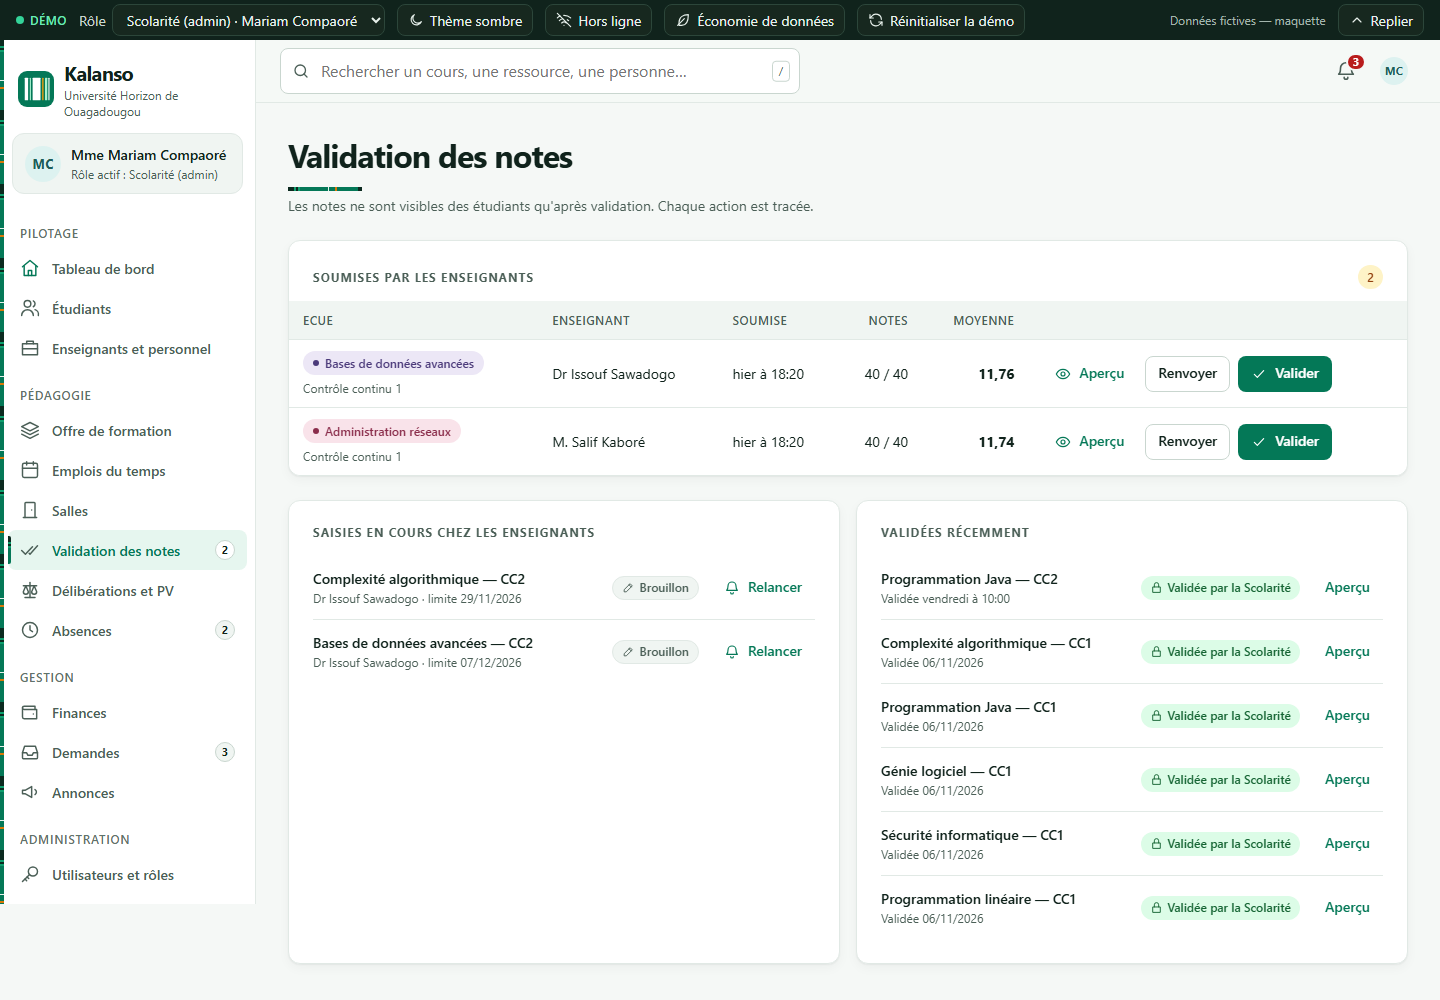 DÉMO Rôle Scolarité (admin) · Mariam Compaoré Thème sombre Hors ligne Économie de données Réinitialiser la démo Données fictives — maquette Replier
Kalanso
Université Horizon de
Ouagadougou
Rechercher un cours, une ressource, une personne... /
3
MC
MC
Mme Mariam Compaoré
Rôle actif : Scolarité (admin)
PILOTAGE
Tableau de bord
Étudiants
Enseignants et personnel
PÉDAGOGIE
Offre de formation
Emplois du temps
Salles
Validation des notes 2
Délibérations et PV
Absences 2
GESTION
Finances
Demandes 3
Annonces
ADMINISTRATION
Utilisateurs et rôles
Validation des notes
Les notes ne sont visibles des étudiants qu'après validation. Chaque action est tracée.
SOUMISES PAR LES ENSEIGNANTS 2
ECUE ENSEIGNANT SOUMISE NOTES MOYENNE
Bases de données avancées
Contrôle continu 1
Dr Issouf Sawadogo hier à 18:20 40 / 40 11,76 Aperçu Renvoyer Valider
Administration réseaux
Contrôle continu 1
M. Salif Kaboré hier à 18:20 40 / 40 11,74 Aperçu Renvoyer Valider
SAISIES EN COURS CHEZ LES ENSEIGNANTS
Complexité algorithmique — CC2
Dr Issouf Sawadogo · limite 29/11/2026
Brouillon Relancer
Bases de données avancées — CC2
Dr Issouf Sawadogo · limite 07/12/2026
Brouillon Relancer
VALIDÉES RÉCEMMENT
Programmation Java — CC2
Validée vendredi à 10:00
Validée par la Scolarité Aperçu
Complexité algorithmique — CC1
Validée 06/11/2026
Validée par la Scolarité Aperçu
Programmation Java — CC1
Validée 06/11/2026
Validée par la Scolarité Aperçu
Génie logiciel — CC1
Validée 06/11/2026
Validée par la Scolarité Aperçu
Sécurité informatique — CC1
Validée 06/11/2026
Validée par la Scolarité Aperçu
Programmation linéaire — CC1
Validée 06/11/2026
Validée par la Scolarité Aperçu